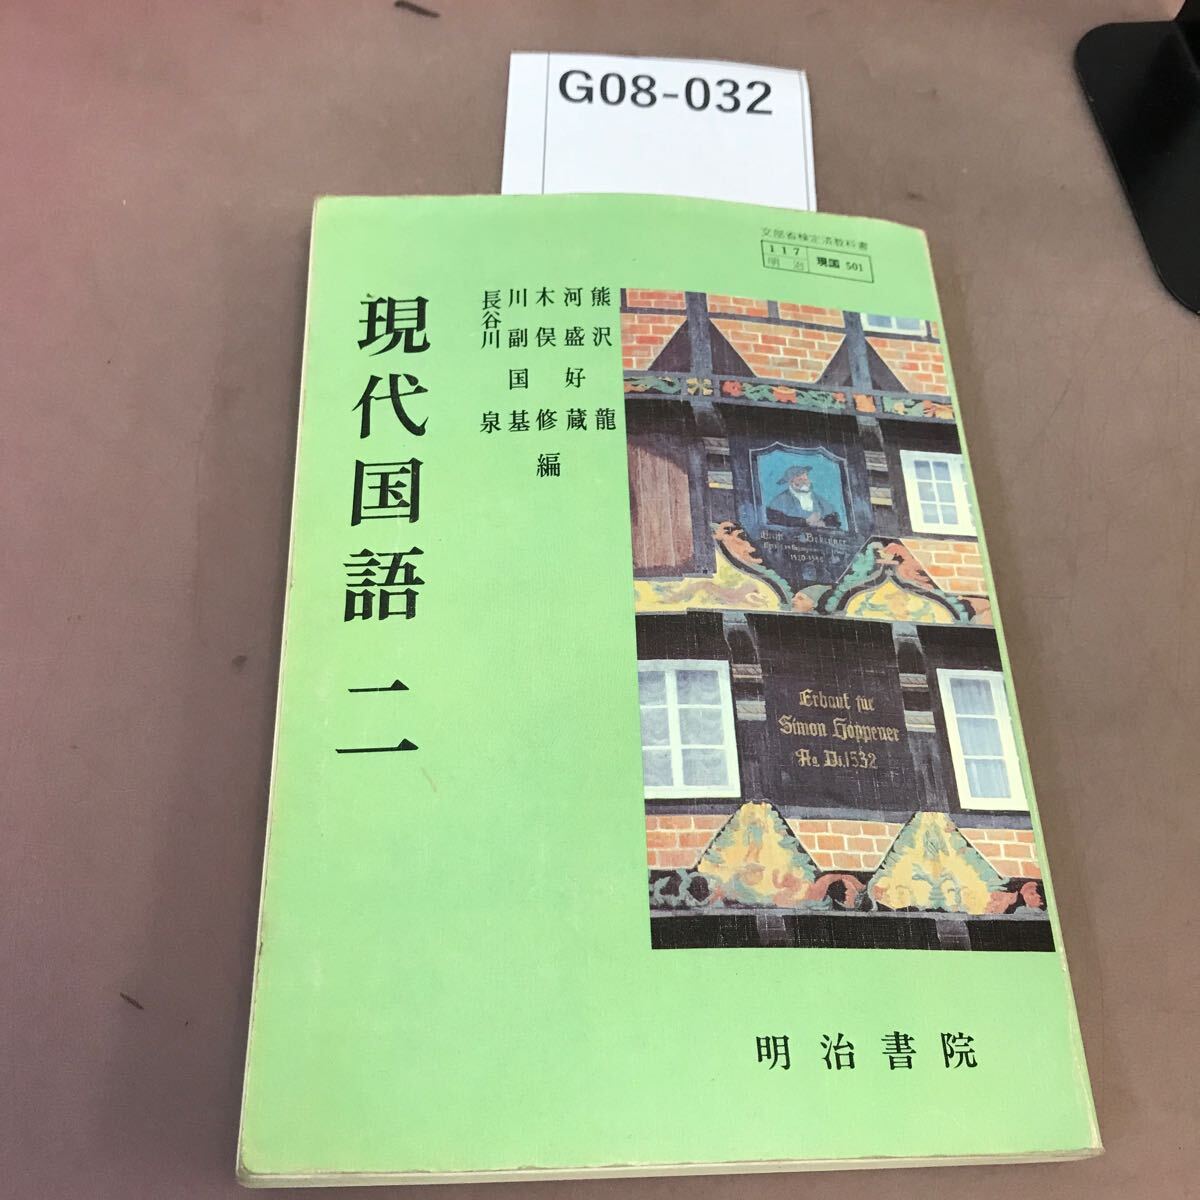 G08-032
文部省検定済教科書
117
明治
現国 501
熊沢龍
河盛好蔵
木俣修
川副国基
長谷川泉
編
現代国語 二
Erbaut für
Simon Höppener
Ao. Di. 1532
明治書院